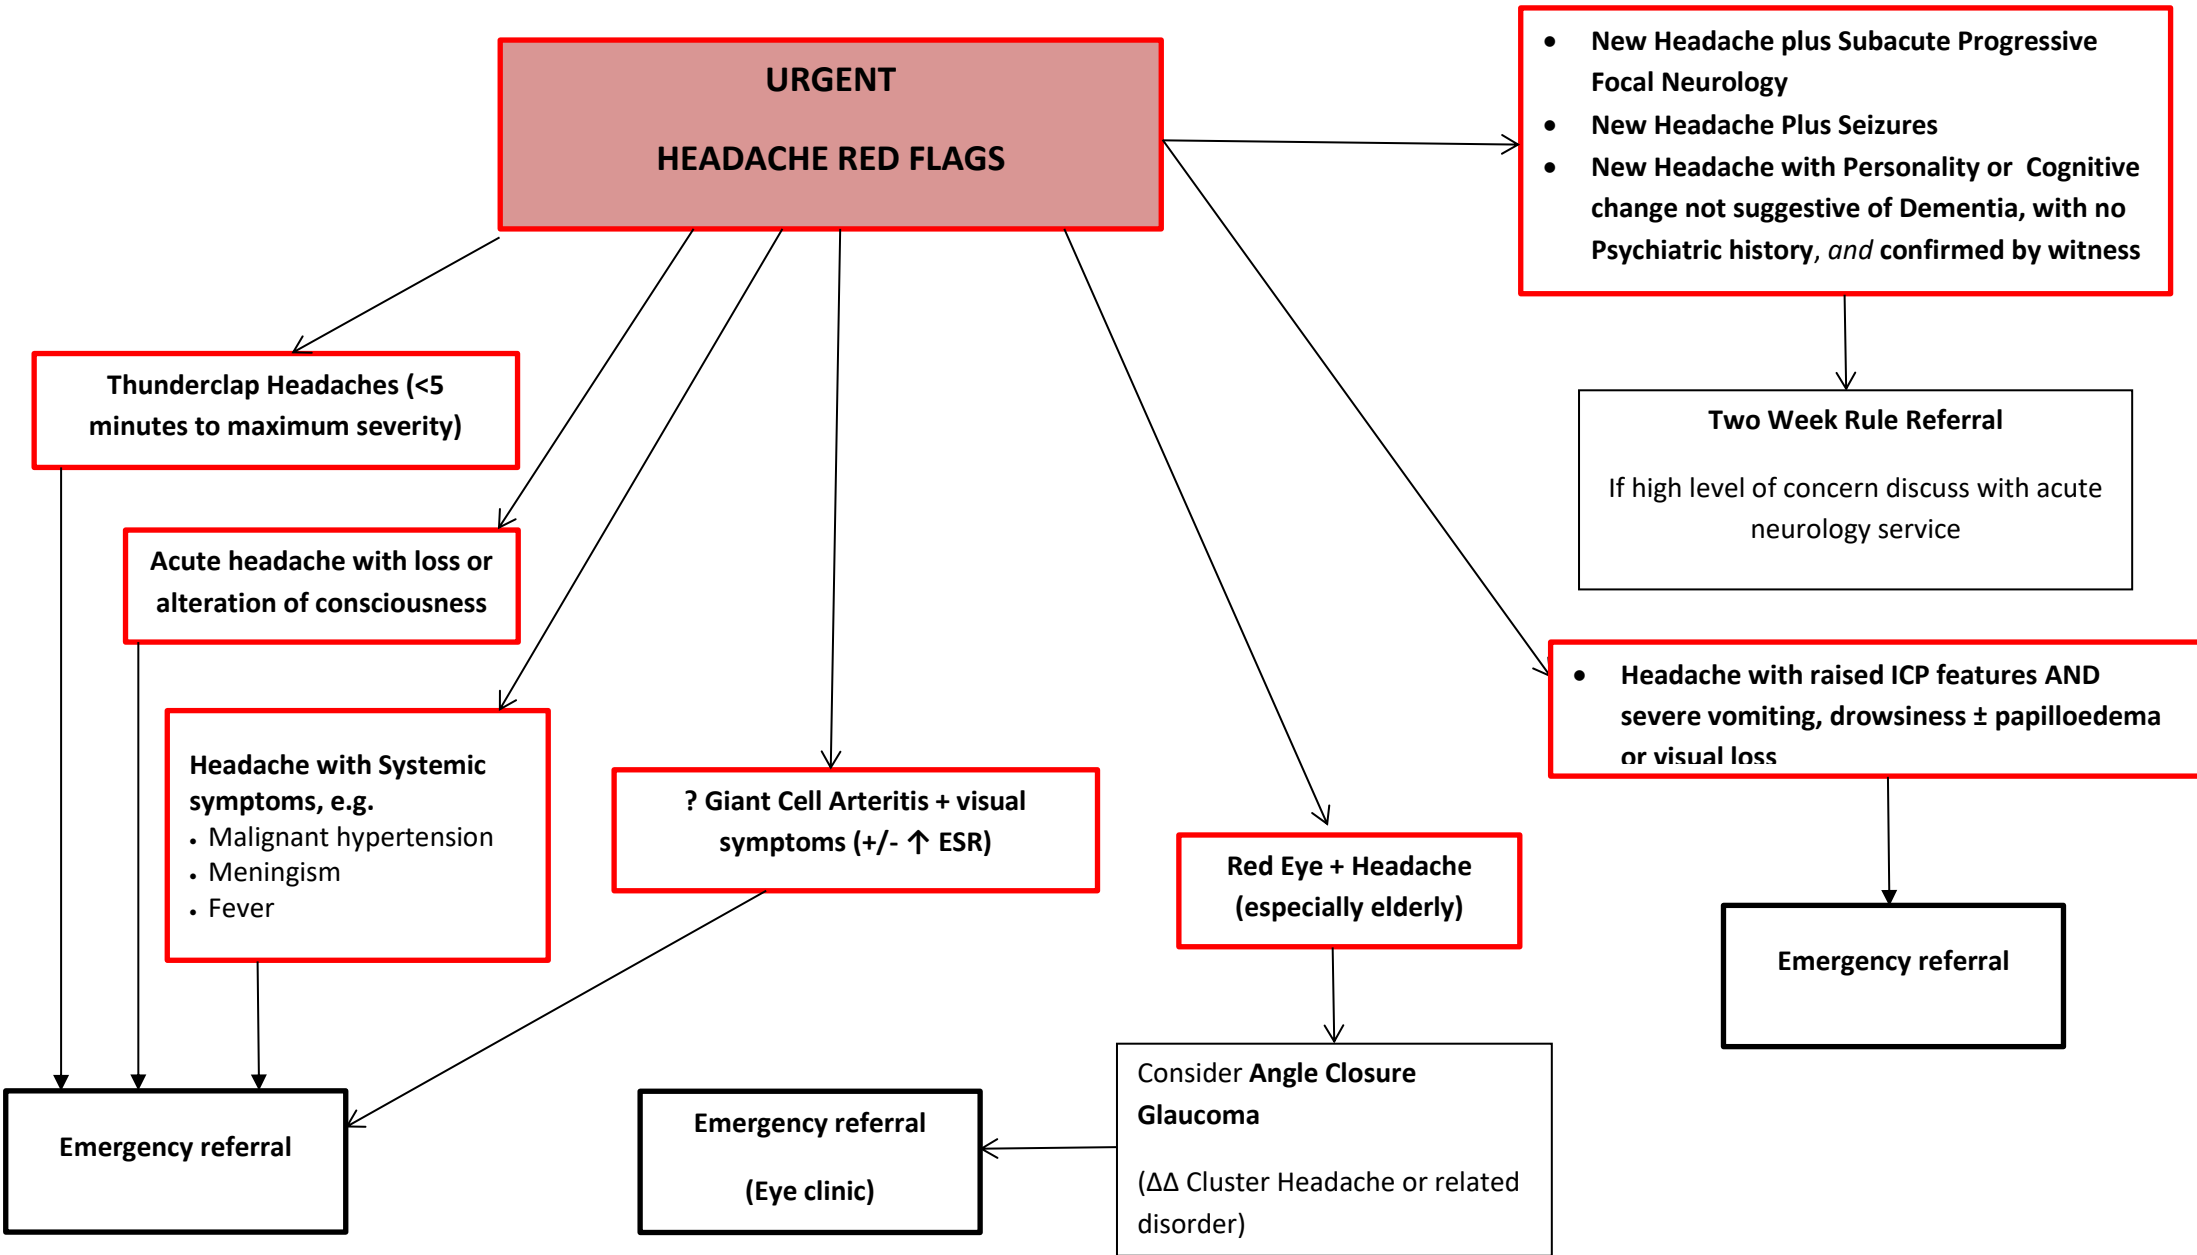 URGENT
HEADACHE RED FLAGS
• New Headache plus Subacute Progressive
Focal Neurology
• New Headache Plus Seizures
• New Headache with Personality or Cognitive
change not suggestive of Dementia, with no
Psychiatric history, and confirmed by witness
Thunderclap Headaches (<5
minutes to maximum severity)
Two Week Rule Referral
If high level of concern discuss with acute
neurology service
Acute headache with loss or
alteration of consciousness
• Headache with raised ICP features AND
severe vomiting, drowsiness ± papilloedema
or visual loss
Headache with Systemic
symptoms, e.g.
• Malignant hypertension
• Meningism
• Fever
? Giant Cell Arteritis + visual
symptoms (+/- ↑ ESR)
Red Eye + Headache
(especially elderly)
Emergency referral
Emergency referral
Emergency referral
(Eye clinic)
Consider Angle Closure
Glaucoma
(ΔΔ Cluster Headache or related
disorder)